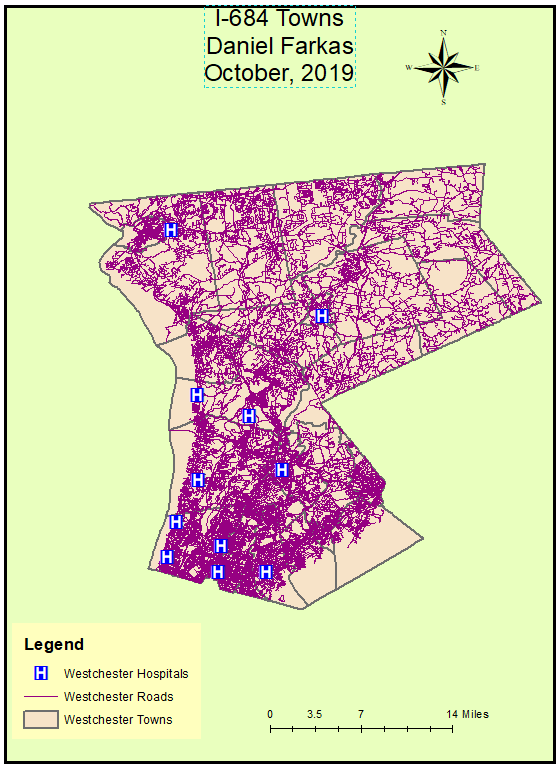 I-684 Towns
Daniel Farkas
October, 2019
N
W E
S
H
H
H
H
H
H
H
H
H
H
H
Legend
H Westchester Hospitals
Westchester Roads
Westchester Towns
0 3.5 7 14 Miles